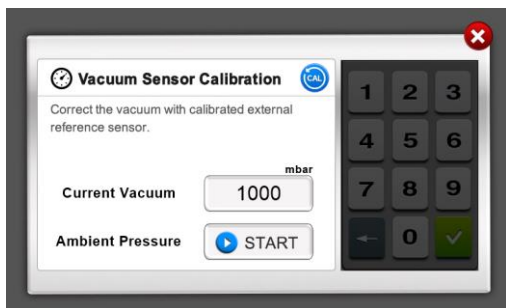 Vacuum Sensor Calibration CAL
Correct the vacuum with calibrated external
reference sensor.
mbar
Current Vacuum 1000
Ambient Pressure START
1 2 3
4 5 6
7 8 9
0